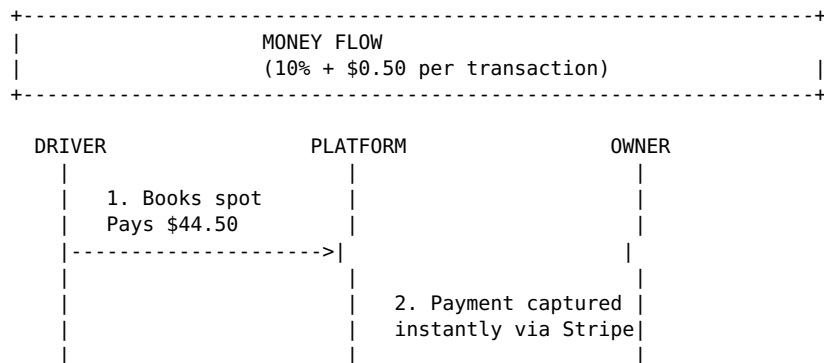 MONEY FLOW
(10% + $0.50 per transaction)
DRIVER PLATFORM OWNER
1. Books spot
Pays $44.50
2. Payment captured
instantly via Stripe